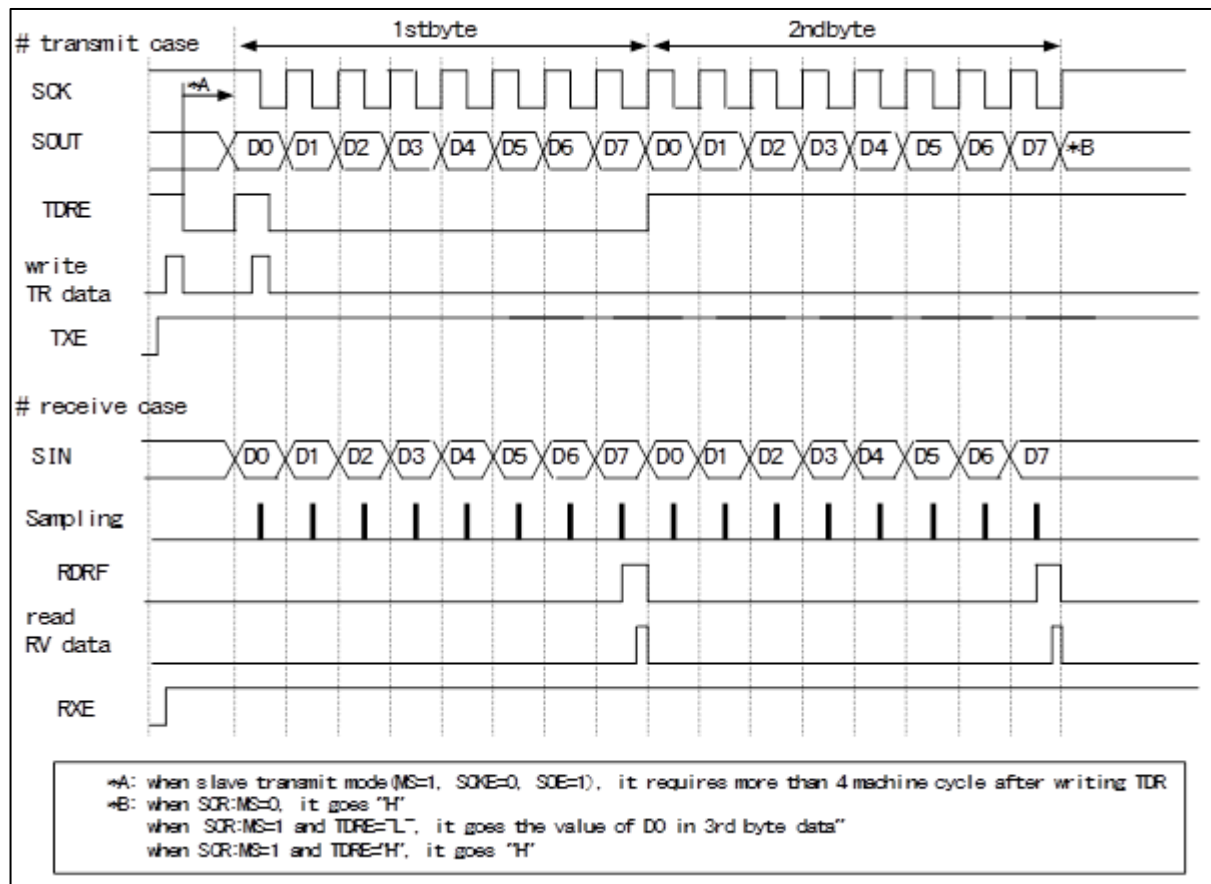 1stbyte 2ndbyte
# transmit case
*A
SCK
SOUT D0 D1 D2 D3 D4 D5 D6 D7 D0 D1 D2 D3 D4 D5 D6 D7 *B
TDRE
write
TR data
TXE
# receive case
SIN D0 D1 D2 D3 D4 D5 D6 D7 D0 D1 D2 D3 D4 D5 D6 D7
Sampling
RDRF
read
RV data
RXE
*A: when slave transmit mode(MS=1, SCKE=0, SOE=1), it requires more than 4 machine cycle after writing TDR
*B: when SCR:MS=0, it goes "H"
when SCR:MS=1 and TDRE="L", it goes the value of D0 in 3rd byte data"
when SCR:MS=1 and TDRE="H", it goes "H"